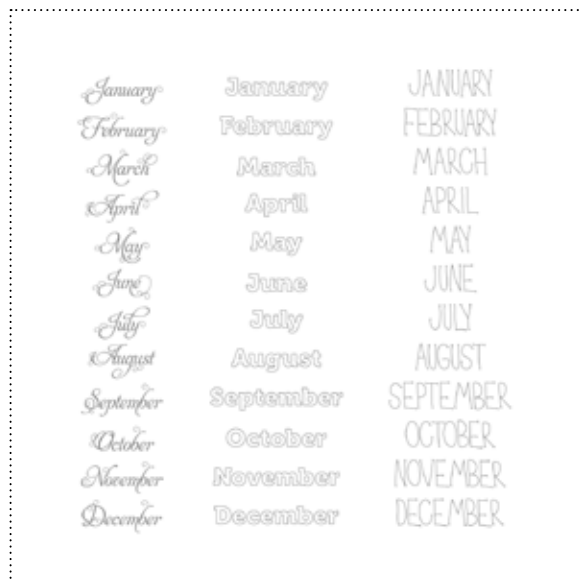 January January JANUARY
February February FEBRUARY
March March MARCH
April April APRIL
May May MAY
June June JUNE
July July JULY
August August AUGUST
September September SEPTEMBER
October October OCTOBER
November November NOVEMBER
December December DECEMBER